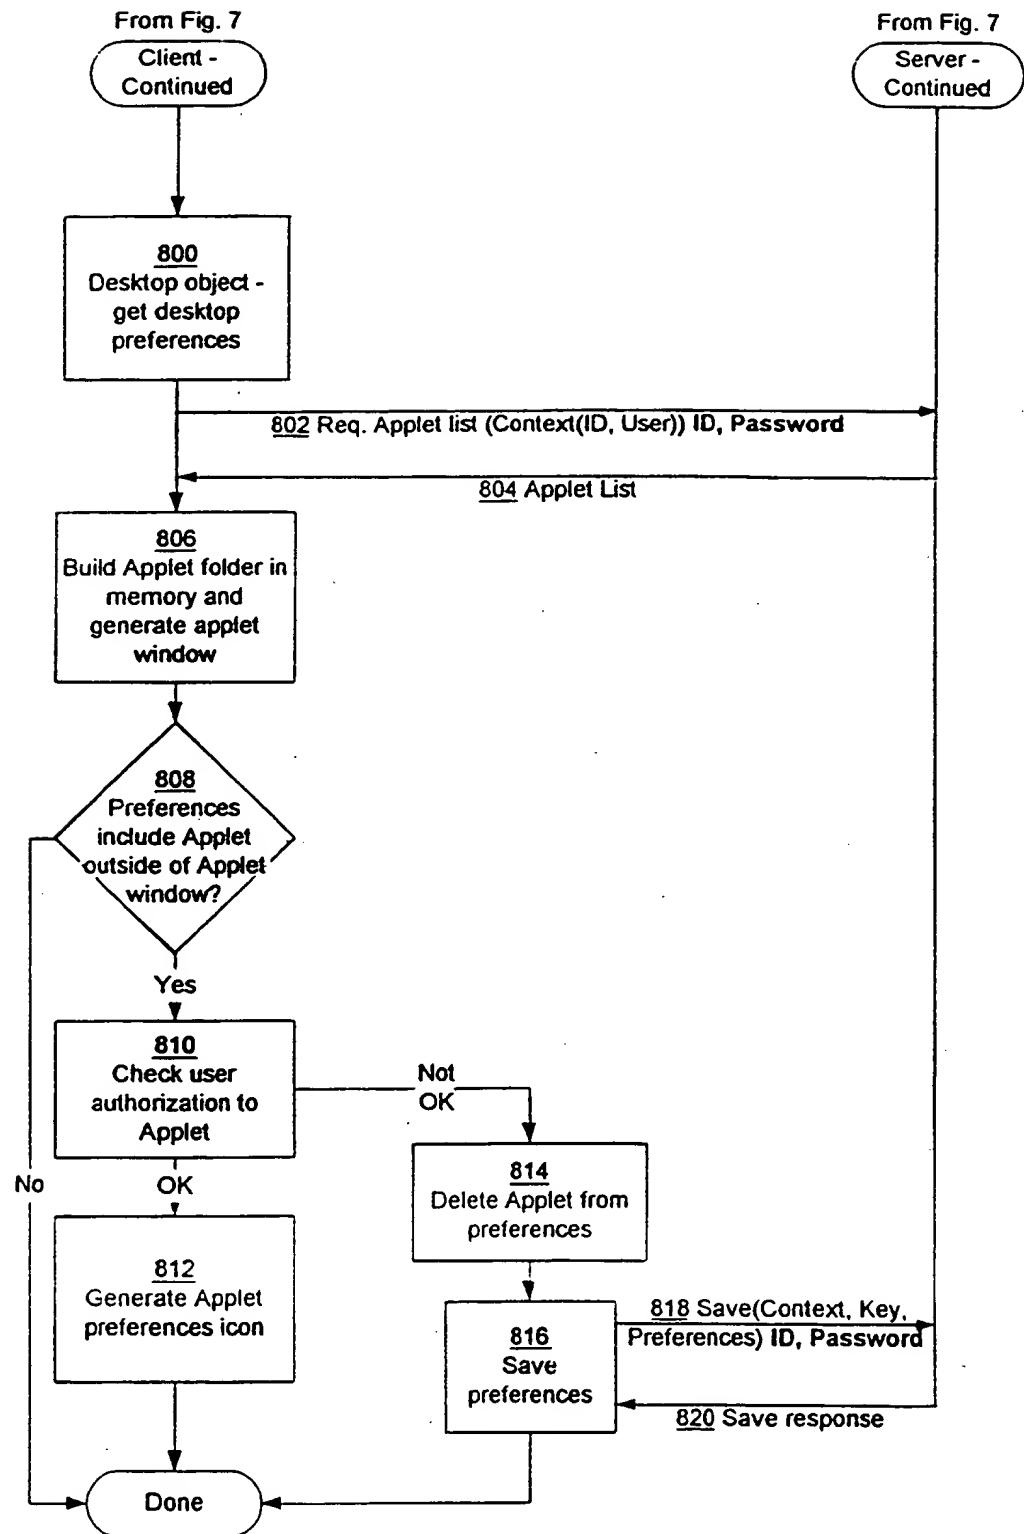 From Fig. 7
Client -
Continued
From Fig. 7
Server -
Continued
800
Desktop object -
get desktop
preferences
802 Req. Applet list (Context(ID, User)) ID, Password
804 Applet List
806
Build Applet folder in
memory and
generate applet
window
808
Preferences
include Applet
outside of Applet
window?
Yes
810
Check user
authorization to
Applet
Not
OK
No
OK
814
Delete Applet from
preferences
812
Generate Applet
preferences icon
816
Save
preferences
818 Save(Context, Key,
Preferences) ID, Password
820 Save response
Done